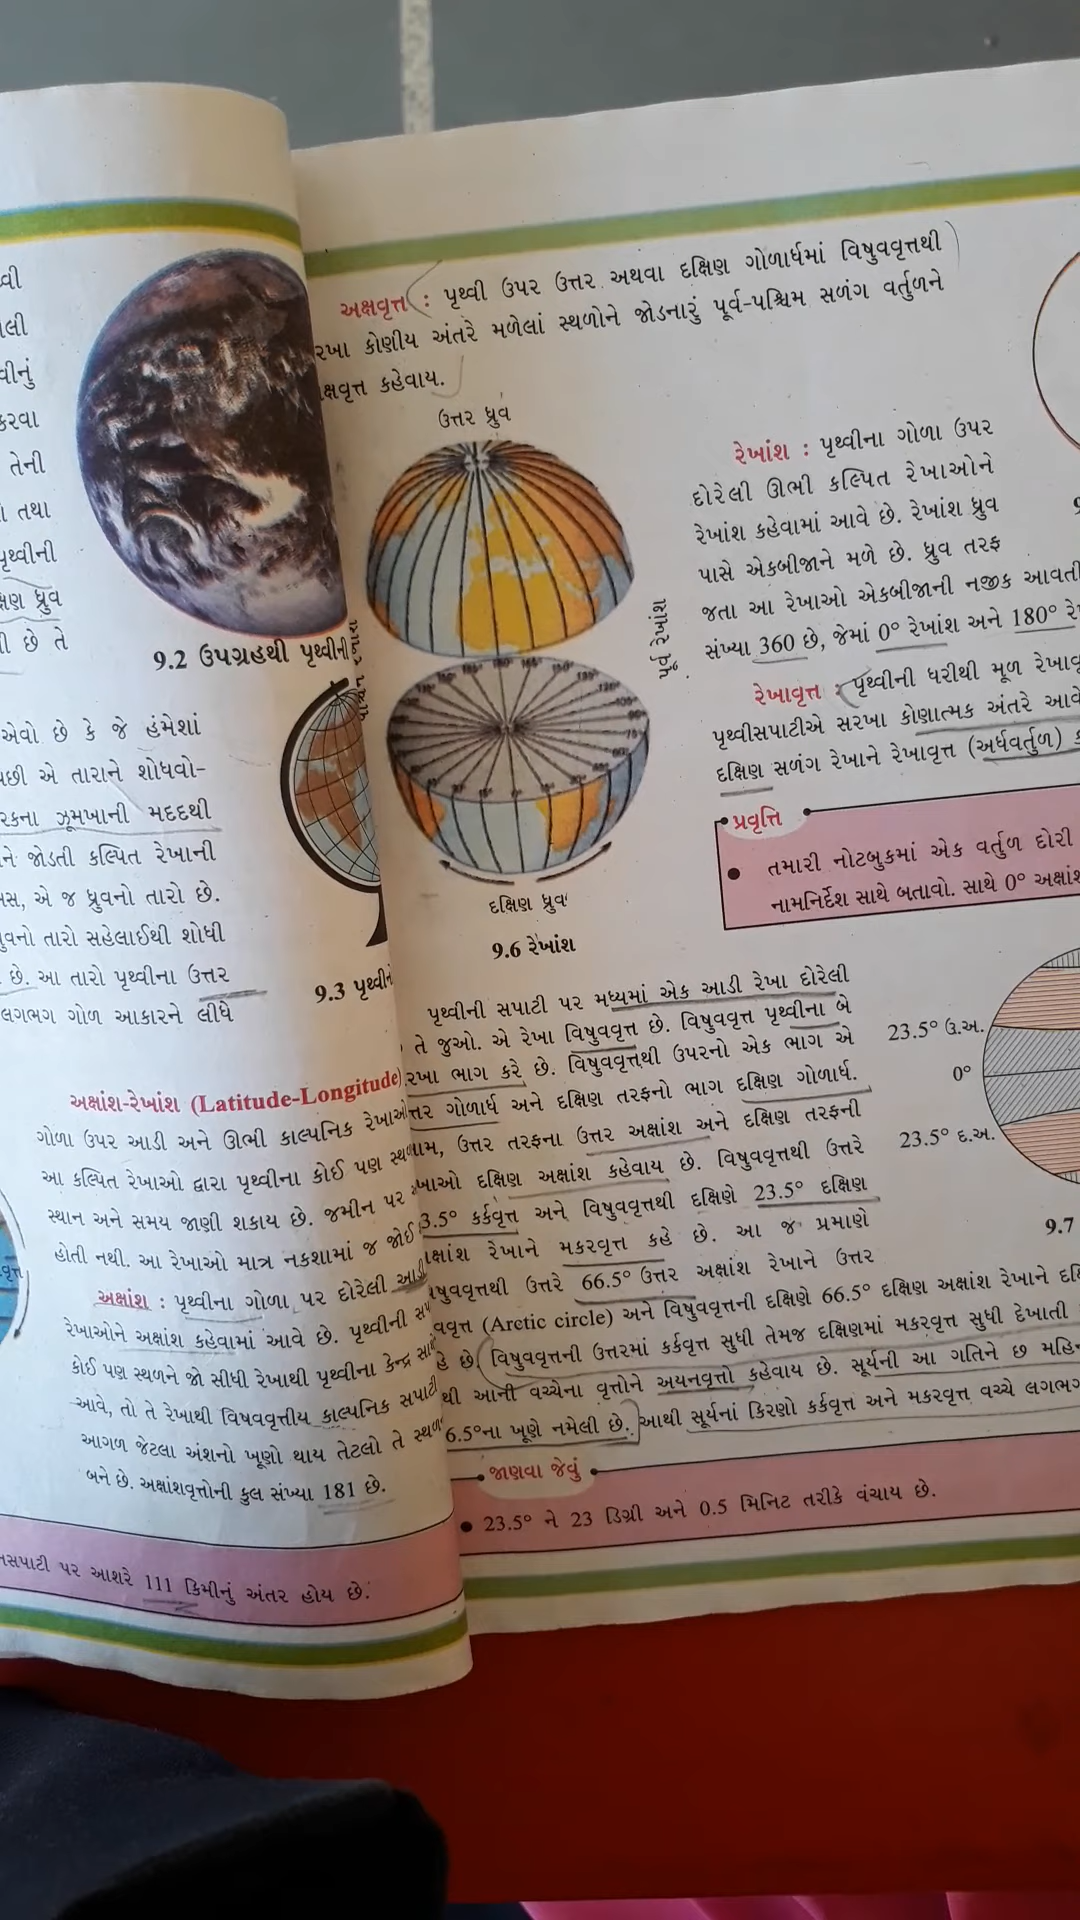 વી
વીનું
કરવા
તેની
તથા
પૃથ્વીની
ધ્રુવ
ી છે તે
9.2 ઉપગ્રહથી પૃથ્વીની
એવો છે કે જે હંમેશાં
પછી એ તારાને શોધવો-
ઝૂમખાની મદદથી
ને જોડતી કલ્પિત રેખાની
એ જ ધ્રુવનો તારો છે.
તારો સહેલાઈથી શોધી
છે. આ તારો પૃથ્વીના ઉત્તર
લગભગ ગોળ આકારને લીધે
9.3 પૃથ્વીનો
અક્ષાંશ-રેખાંશ (Latitude-Longitude)
ગોળા ઉપર આડી અને ઊભી કાલ્પનિક રેખાઓ
આ કલ્પિત રેખાઓ દ્વારા પૃથ્વીના કોઈ પણ
સ્થાન અને સમય જાણી શકાય છે. જમીન પર
હોતી નથી. આ રેખાઓ માત્ર નકશામાં જ જોઈ
અક્ષાંશ : પૃથ્વીના ગોળા પર દોરેલી આડી
રેખાઓને અક્ષાંશ કહેવામાં આવે છે. પૃથ્વીની
કોઈ પણ સ્થળને જો સીધી રેખાથી પૃથ્વીના કેન્દ્ર
આવે, તો તે રેખાથી વિષવવૃત્તીય કાલ્પનિક સપાટી
આગળ જેટલા અંશનો ખૂણો થાય તેટલો તે
બને છે. અક્ષાંશવૃત્તોની કુલ સંખ્યા 181 છે.
પર આશરે 111 કિમીનું અંતર હોય છે.
અક્ષવૃત્ત : પૃથ્વી ઉપર ઉત્તર અથવા દક્ષિણ ગોળાર્ધમાં વિષુવવૃત્તથી
રખા કોણીય અંતરે મળેલાં સ્થળોને જોડનારું પૂર્વ-પશ્ચિમ સળંગ વર્તુળને
ક્ષવૃત્ત કહેવાય.
ઉત્તર ધ્રુવ
પૂર્વ રેખાંશ
દક્ષિણ ધ્રુવ
9.6 રેખાંશ
રેખાંશ : પૃથ્વીના ગોળા ઉપર
દોરેલી ઊભી કલ્પિત રેખાઓને
રેખાંશ કહેવામાં આવે છે. રેખાંશ ધ્રુવ
પાસે એકબીજાને મળે છે. ધ્રુવ તરફ
જતા આ રેખાઓ એકબીજાની નજીક આવતી
સંખ્યા 360 છે, જેમાં 0° રેખાંશ અને 180°
રેખાવૃત્ત : પૃથ્વીની ધરીથી મૂળ
પૃથ્વીસપાટીએ સરખા કોણાત્મક અંતરે
દક્ષિણ સળંગ રેખાને રેખાવૃત્ત (અર્ધવર્તુળ)
પ્રવૃત્તિ
• તમારી નોટબુકમાં એક વર્તુળ દોરી
નામનિર્દેશ સાથે બતાવો. સાથે 0° અક્ષાંશ
પૃથ્વીની સપાટી પર મધ્યમાં એક આડી રેખા દોરેલી
તે જુઓ. એ રેખા વિષુવવૃત્ત છે. વિષુવવૃત્ત પૃથ્વીના બે
રખા ભાગ કરે છે. વિષુવવૃત્તથી ઉપરનો એક ભાગ એ
ત્તર ગોળાર્ધ અને દક્ષિણ તરફનો ભાગ દક્ષિણ ગોળાર્ધ.
ામ, ઉત્તર તરફના ઉત્તર અક્ષાંશ અને દક્ષિણ તરફની
ખાઓ દક્ષિણ અક્ષાંશ કહેવાય છે. વિષુવવૃત્તથી ઉત્તરે
3.5° કર્કવૃત્ત અને વિષુવવૃત્તથી દક્ષિણે 23.5° દક્ષિણ
ક્ષાંશ રેખાને મકરવૃત્ત કહે છે. આ જ પ્રમાણે
ષુવવૃત્તથી ઉત્તરે 66.5° ઉત્તર અક્ષાંશ રેખાને ઉત્તર
વવૃત્ત (Arctic circle) અને વિષુવવૃત્તની દક્ષિણે 66.5° દક્ષિણ અક્ષાંશ રેખાને
હે છે. વિષુવવૃત્તની ઉત્તરમાં કર્કવૃત્ત સુધી તેમજ દક્ષિણમાં મકરવૃત્ત સુધી દેખાતી
થી આની વચ્ચેના વૃત્તોને અયનવૃત્તો કહેવાય છે. સૂર્યની આ ગતિને છ
6.5°ના ખૂણે નમેલી છે. આથી સૂર્યનાં કિરણો કર્કવૃત્ત અને મકરવૃત્ત વચ્ચે લગભગ
23.5° ઉ.અ.
0°
23.5° દ.અ.
9.7
જાણવા જેવું
• 23.5° ને 23 ડિગ્રી અને 0.5 મિનિટ તરીકે વંચાય છે.